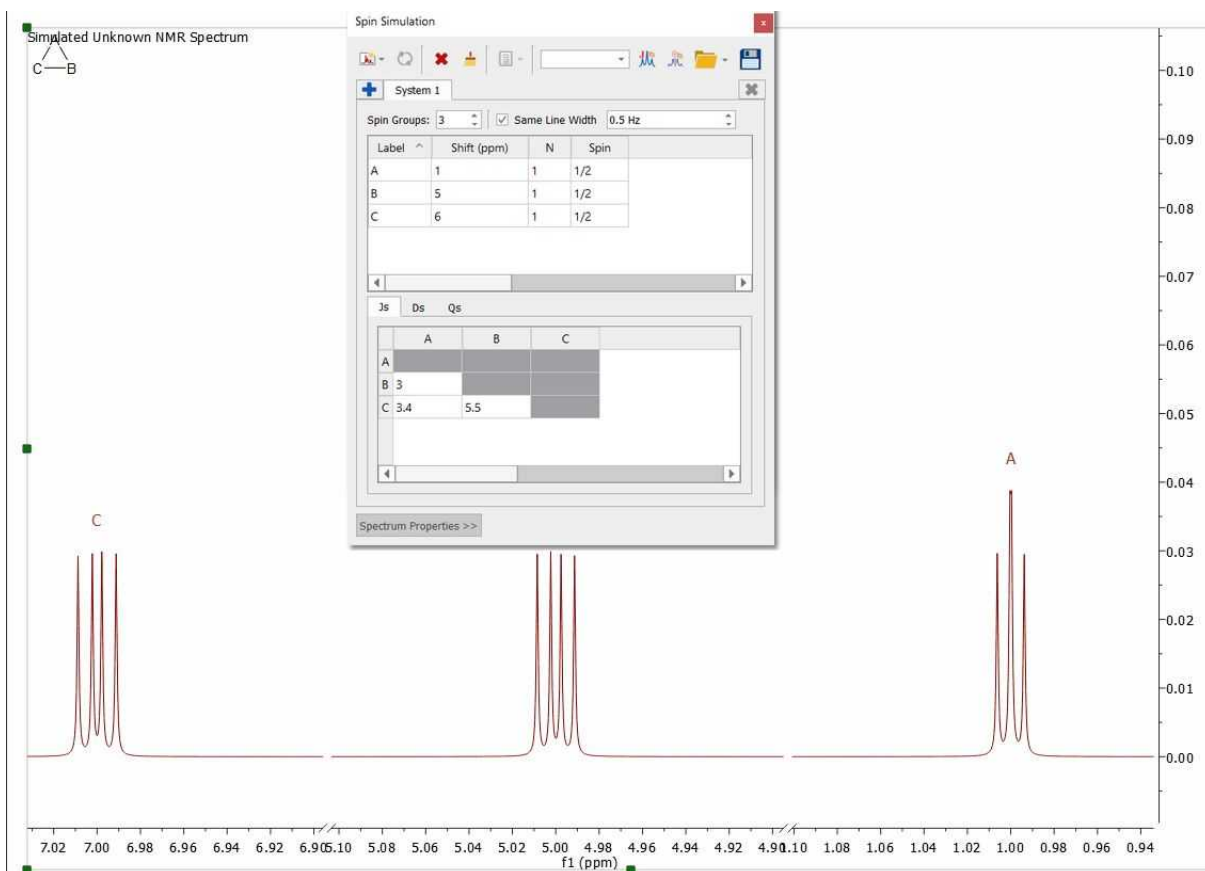 Spin Simulation
x
Simulated Unknown NMR Spectrum
A
C B
System 1
Spin Groups: 3 Same Line Width 0.5 Hz
Label Shift (ppm) N Spin
A 1 1 1/2
B 5 1 1/2
C 6 1 1/2
Js Ds Qs
A B C
A
B 3
C 3.4 5.5
Spectrum Properties >>
C
A
0.10
0.09
0.08
0.07
0.06
0.05
0.04
0.03
0.02
0.01
0.00
7.02 7.00 6.98 6.96 6.94 6.92 6.90 5.10 5.08 5.06 5.04 5.02 5.00 4.98 4.96 4.94 4.92 4.90 1.10 1.08 1.06 1.04 1.02 1.00 0.98 0.96 0.94
f1 (ppm)